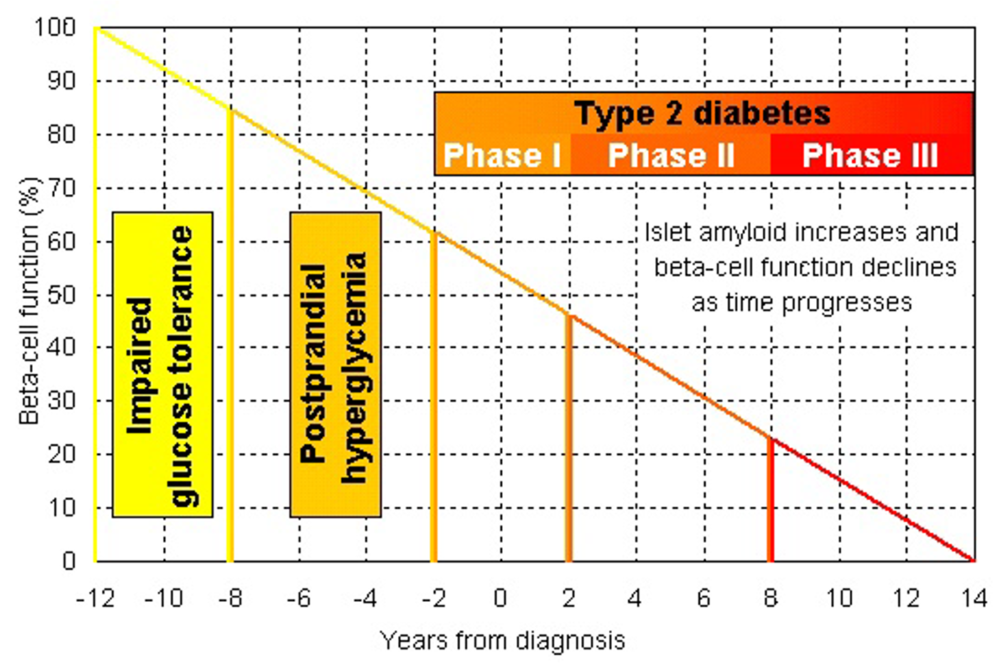 100
90
80
70
60
50
40
30
20
10
0
Beta-cell function (%)
Type 2 diabetes
Phase I
Phase II
Phase III
Islet amyloid increases and
beta-cell function declines
as time progresses
Impaired
glucose tolerance
Postprandial
hyperglycemia
-12 -10 -8 -6 -4 -2 0 2 4 6 8 10 12 14
Years from diagnosis